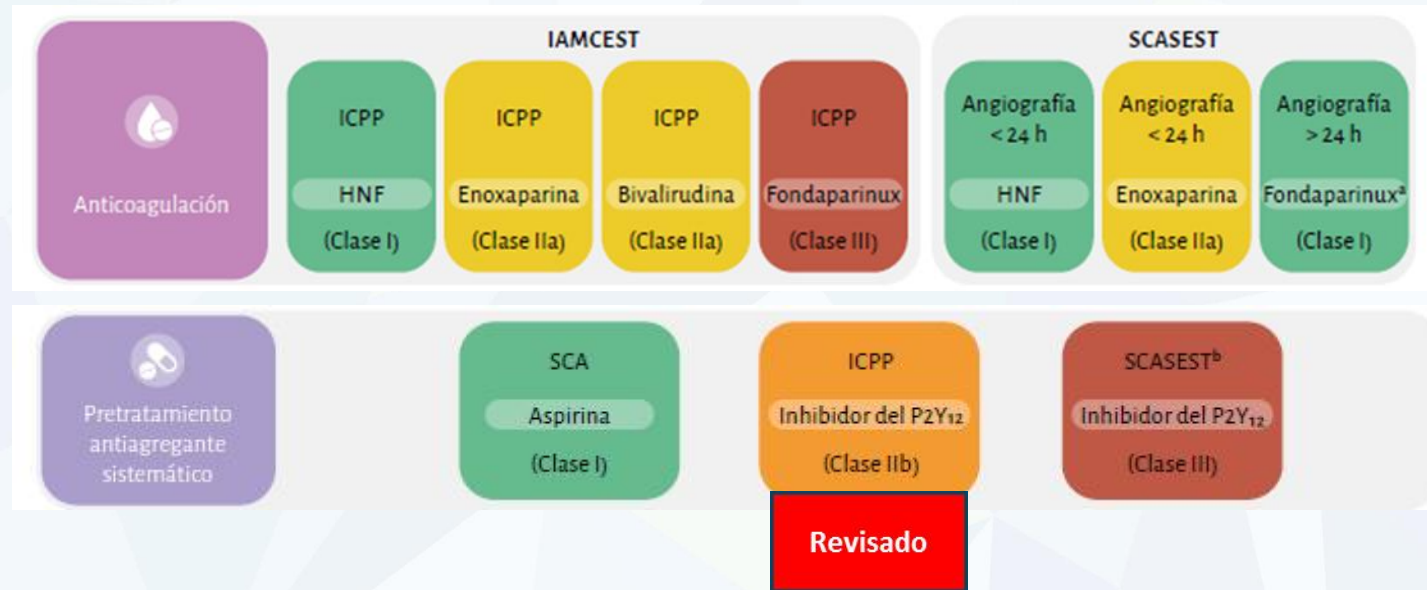 IAMCEST
SCASEST
Anticoagulación
ICPP
HNF
(Clase I)
ICPP
Enoxaparina
(Clase IIa)
ICPP
Bivalirudina
(Clase IIa)
ICPP
Fondaparinux
(Clase III)
Angiografía
< 24 h
HNF
(Clase I)
Angiografía
< 24 h
Enoxaparina
(Clase IIa)
Angiografía
> 24 h
Fondaparinuxᵃ
(Clase I)
Pretratamiento
antiagregante
sistemático
SCA
Aspirina
(Clase I)
ICPP
Inhibidor del P2Y₁₂
(Clase IIb)
SCASESTᵇ
Inhibidor del P2Y₁₂
(Clase III)
Revisado